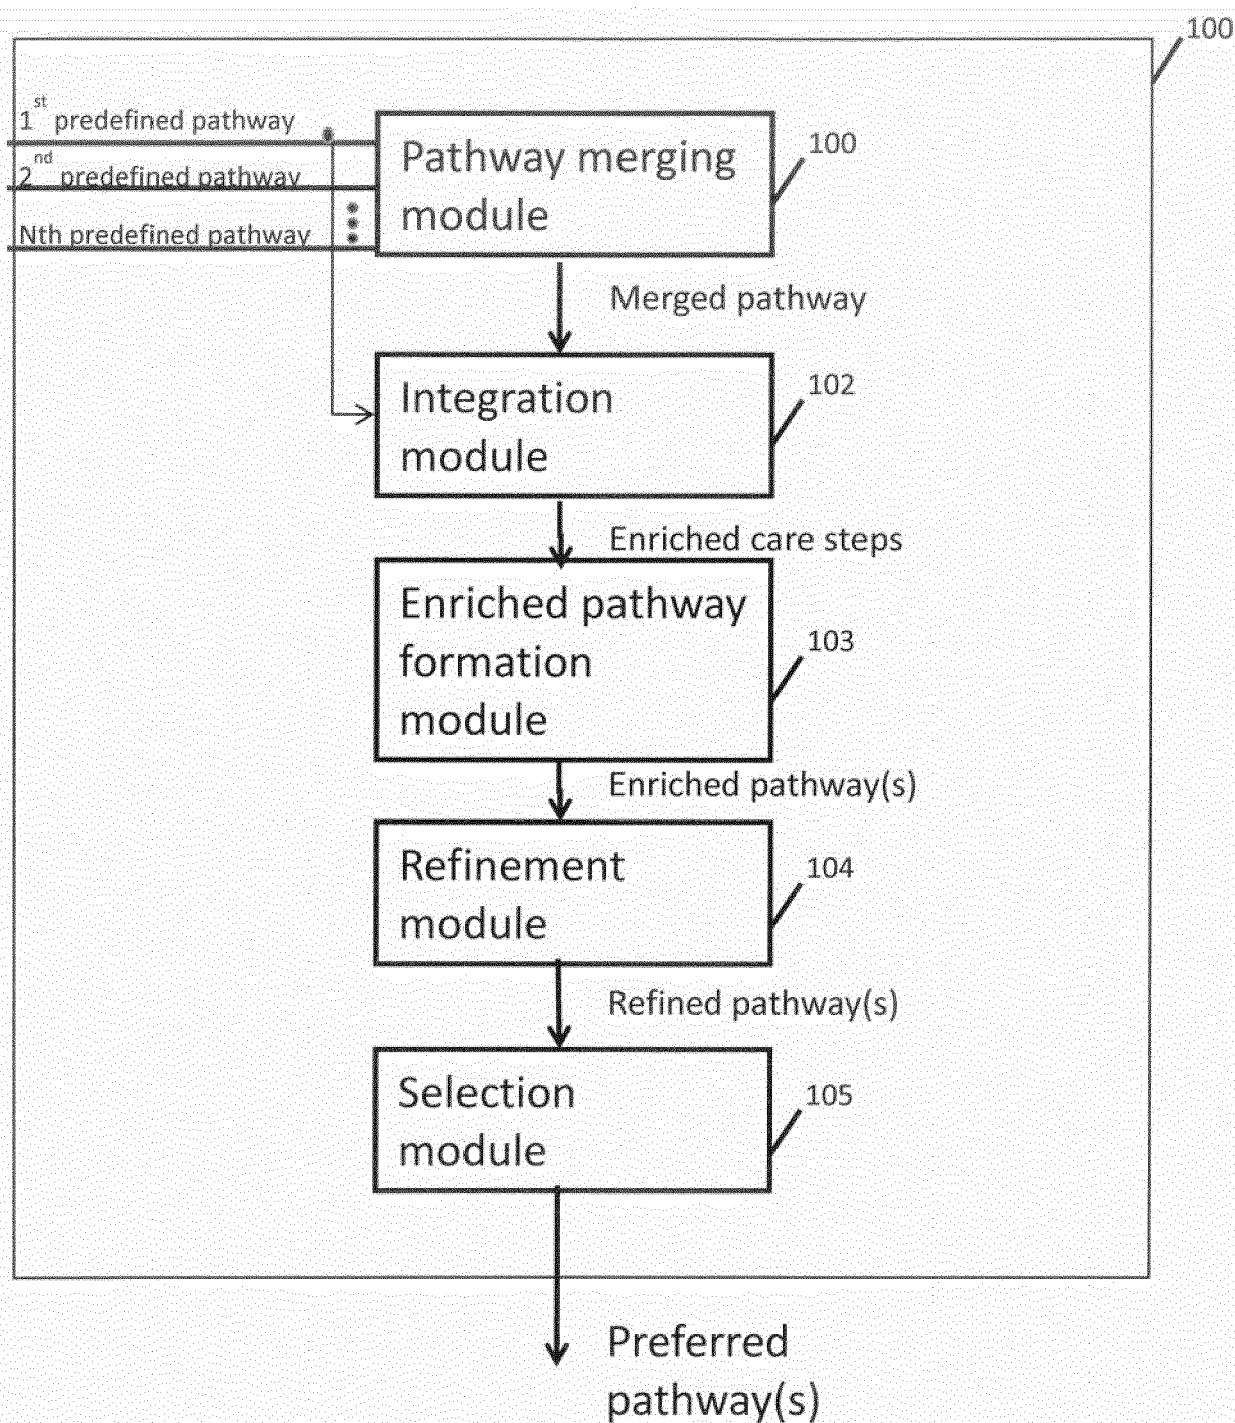 100
1st predefined pathway
2nd predefined pathway
Nth predefined pathway
Pathway merging
module
100
Merged pathway
Integration
module
102
Enriched care steps
Enriched pathway
formation
module
103
Enriched pathway(s)
Refinement
module
104
Refined pathway(s)
Selection
module
105
Preferred
pathway(s)